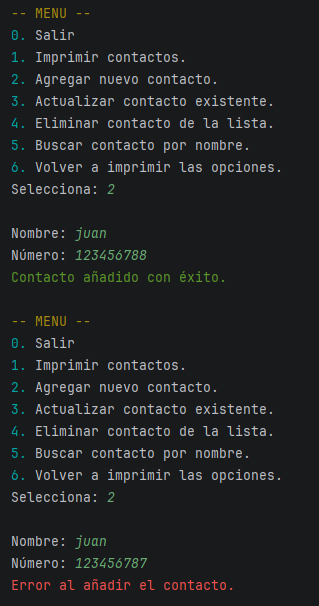 -- MENU --
0. Salir
1. Imprimir contactos.
2. Agregar nuevo contacto.
3. Actualizar contacto existente.
4. Eliminar contacto de la lista.
5. Buscar contacto por nombre.
6. Volver a imprimir las opciones.
Selecciona: 2

Nombre: juan
Número: 123456788
Contacto añadido con éxito.

-- MENU --
0. Salir
1. Imprimir contactos.
2. Agregar nuevo contacto.
3. Actualizar contacto existente.
4. Eliminar contacto de la lista.
5. Buscar contacto por nombre.
6. Volver a imprimir las opciones.
Selecciona: 2

Nombre: juan
Número: 123456787
Error al añadir el contacto.